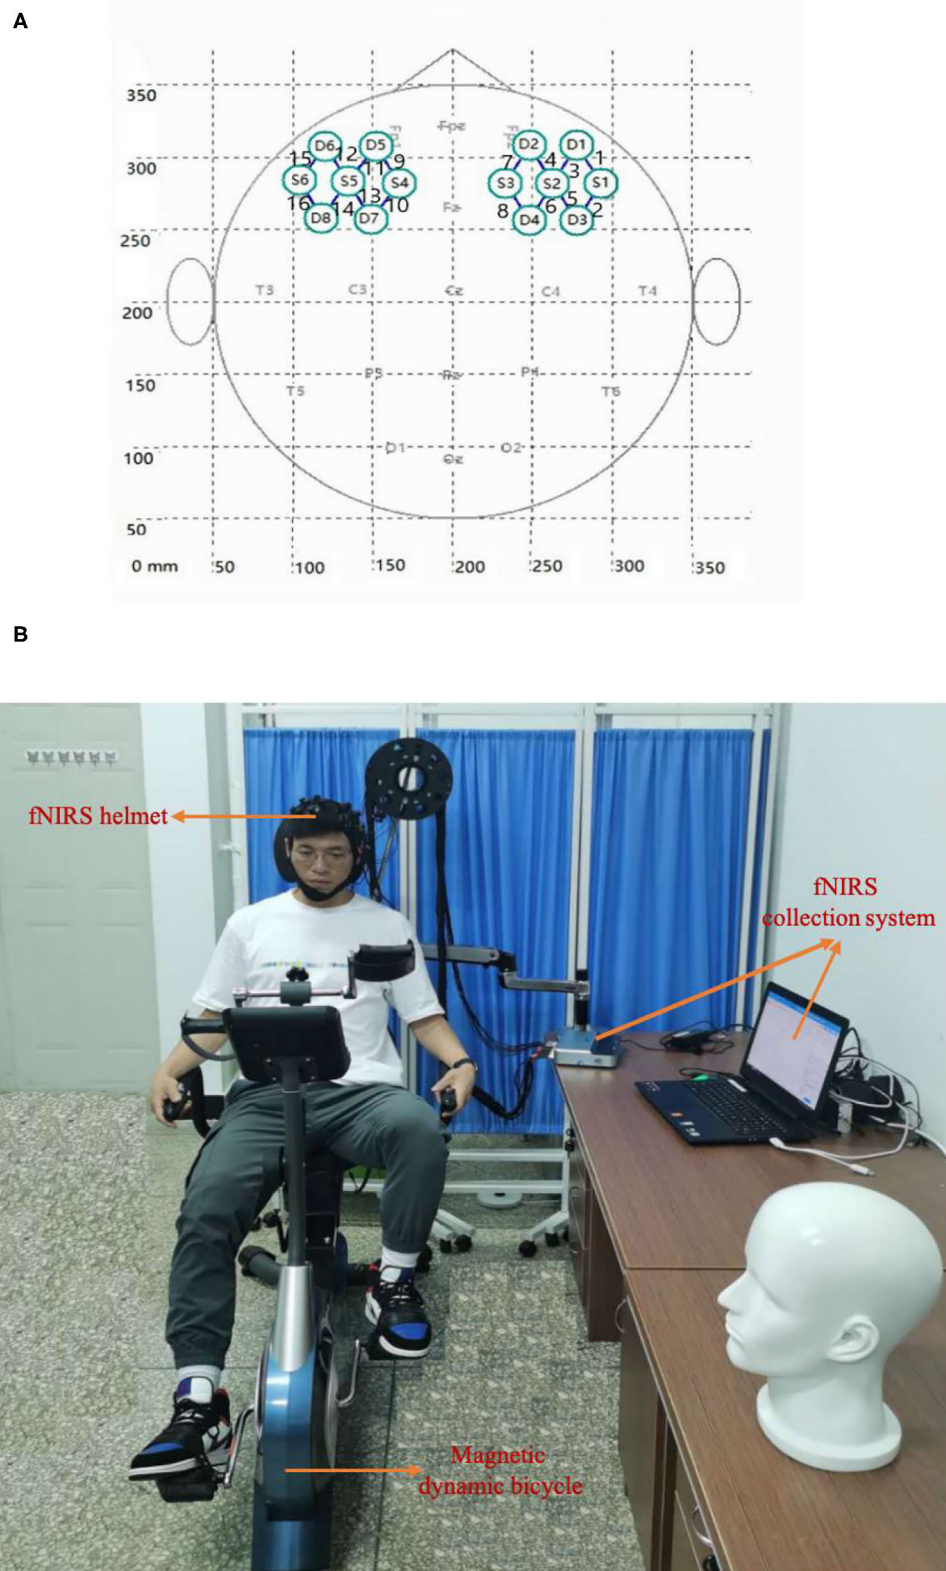 A
350
Fp1 Fpz Fp2
D6 D5 D2 D1
15 12 9 7 4 1
300
11 3
S6 S5 S4 S3 S2 S1
16 14 13 10 8 6 5 2
Fz
D8 D7 D4 D3
250
T3 C3 Cz C4 T4
200
P3 Pz P4
150
T5 T6
O1 O2
100
Oz
50
0 mm 50 100 150 200 250 300 350
B
fNIRS helmet
fNIRS
collection system
Magnetic
dynamic bicycle